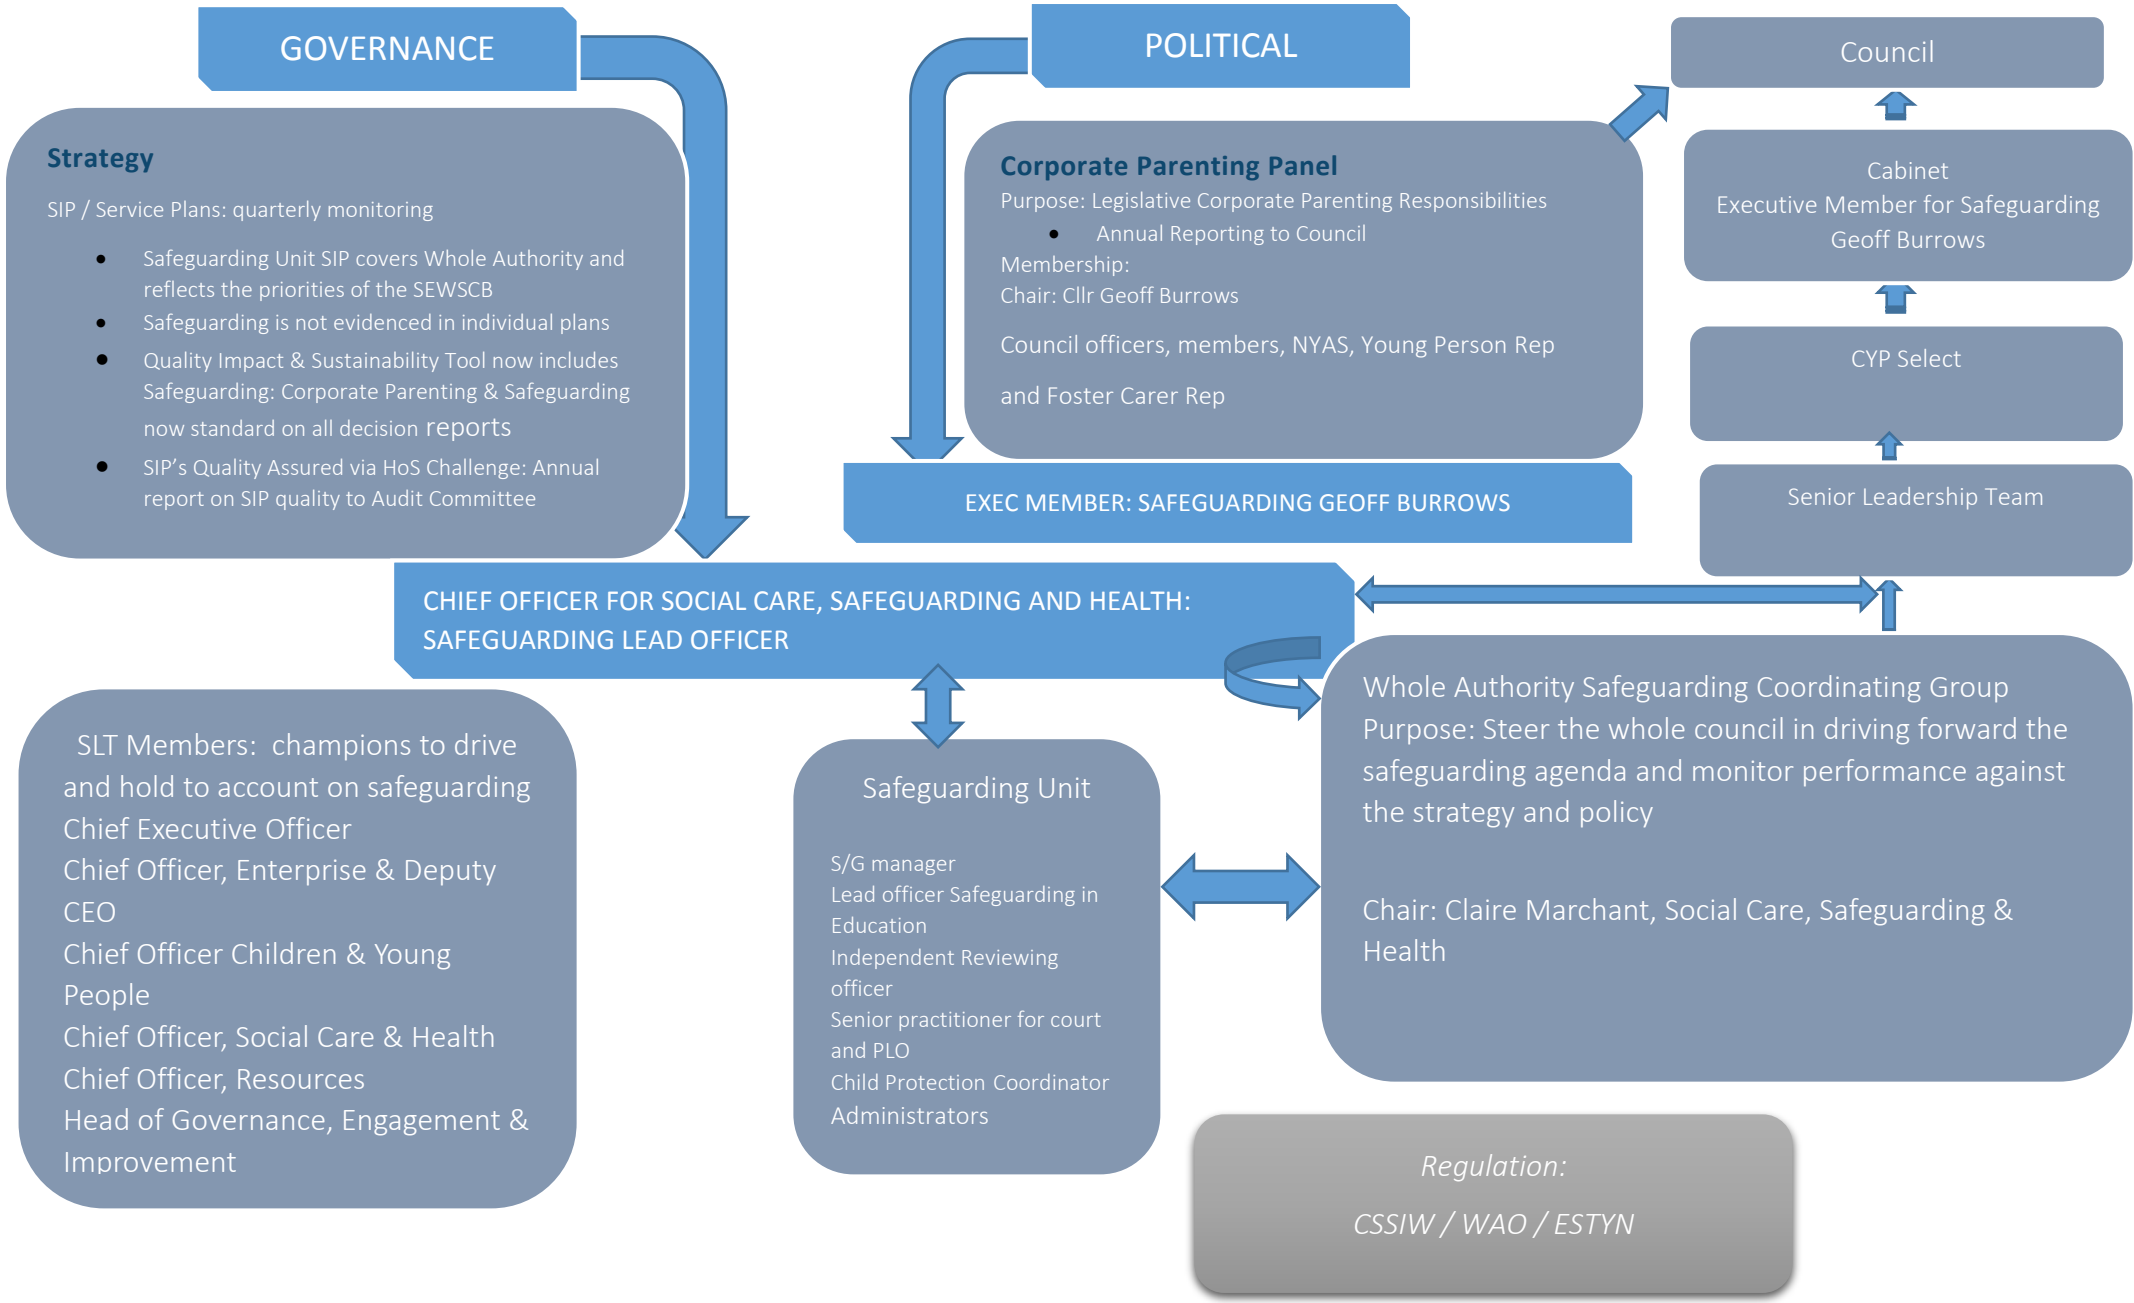 GOVERNANCE
POLITICAL
Council
Strategy
SIP / Service Plans: quarterly monitoring
• Safeguarding Unit SIP covers Whole Authority and
reflects the priorities of the SEWSCB
• Safeguarding is not evidenced in individual plans
• Quality Impact & Sustainability Tool now includes
Safeguarding: Corporate Parenting & Safeguarding
now standard on all decision reports
• SIP's Quality Assured via HoS Challenge: Annual
report on SIP quality to Audit Committee
Corporate Parenting Panel
Purpose: Legislative Corporate Parenting Responsibilities
• Annual Reporting to Council
Membership:
Chair: Cllr Geoff Burrows
Council officers, members, NYAS, Young Person Rep
and Foster Carer Rep
Cabinet
Executive Member for Safeguarding
Geoff Burrows
CYP Select
Senior Leadership Team
EXEC MEMBER: SAFEGUARDING GEOFF BURROWS
CHIEF OFFICER FOR SOCIAL CARE, SAFEGUARDING AND HEALTH:
SAFEGUARDING LEAD OFFICER
SLT Members:  champions to drive
and hold to account on safeguarding
Chief Executive Officer
Chief Officer, Enterprise & Deputy
CEO
Chief Officer Children & Young
People
Chief Officer, Social Care & Health
Chief Officer, Resources
Head of Governance, Engagement &
Improvement
Safeguarding Unit
S/G manager
Lead officer Safeguarding in
Education
Independent Reviewing
officer
Senior practitioner for court
and PLO
Child Protection Coordinator
Administrators
Whole Authority Safeguarding Coordinating Group
Purpose: Steer the whole council in driving forward the
safeguarding agenda and monitor performance against
the strategy and policy
Chair: Claire Marchant, Social Care, Safeguarding &
Health
Regulation:
CSSIW / WAO / ESTYN